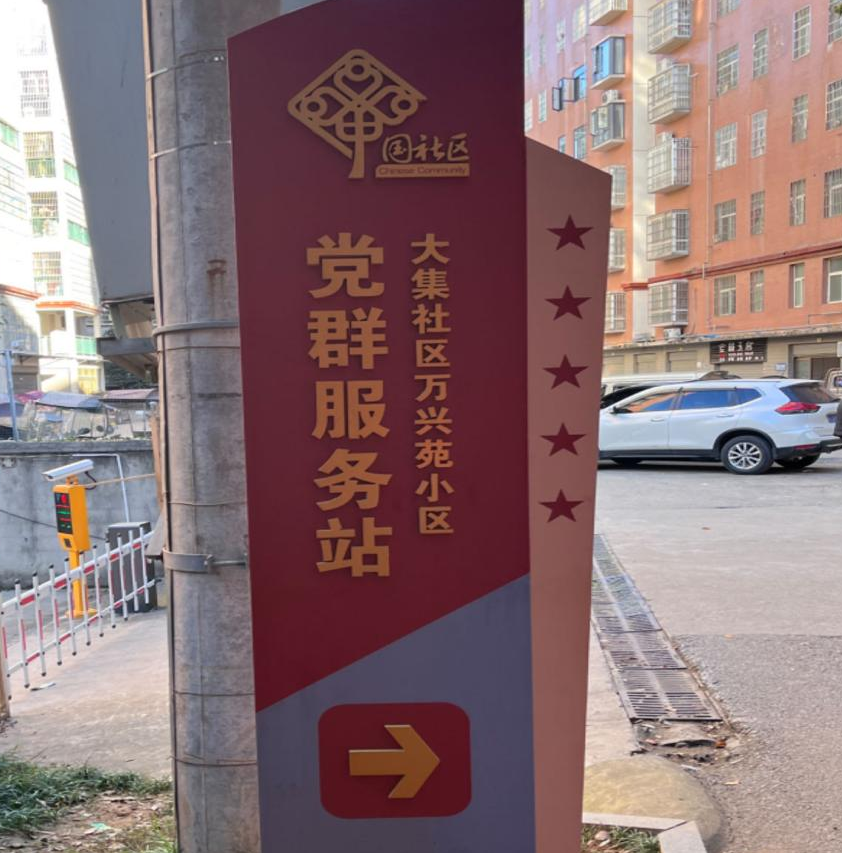 中国社区
Chinese Community
大集社区万兴苑小区
党群服务站